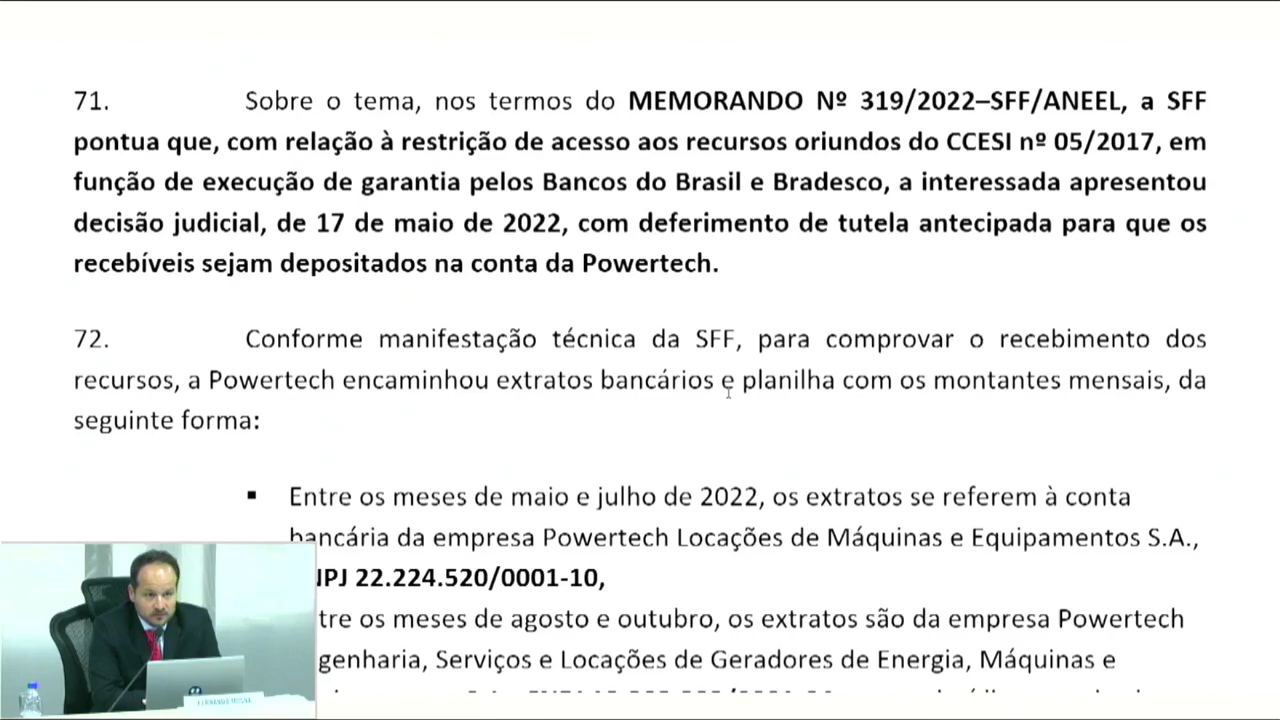 71. Sobre o tema, nos termos do MEMORANDO Nº 319/2022–SFF/ANEEL, a SFF
pontua que, com relação à restrição de acesso aos recursos oriundos do CCESI nº 05/2017, em
função de execução de garantia pelos Bancos do Brasil e Bradesco, a interessada apresentou
decisão judicial, de 17 de maio de 2022, com deferimento de tutela antecipada para que os
recebíveis sejam depositados na conta da Powertech.
72. Conforme manifestação técnica da SFF, para comprovar o recebimento dos
recursos, a Powertech encaminhou extratos bancários e planilha com os montantes mensais, da
seguinte forma:
▪ Entre os meses de maio e julho de 2022, os extratos se referem à conta
bancária da empresa Powertech Locações de Máquinas e Equipamentos S.A.,
NPJ 22.224.520/0001-10,
tre os meses de agosto e outubro, os extratos são da empresa Powertech
genharia, Serviços e Locações de Geradores de Energia, Máquinas e